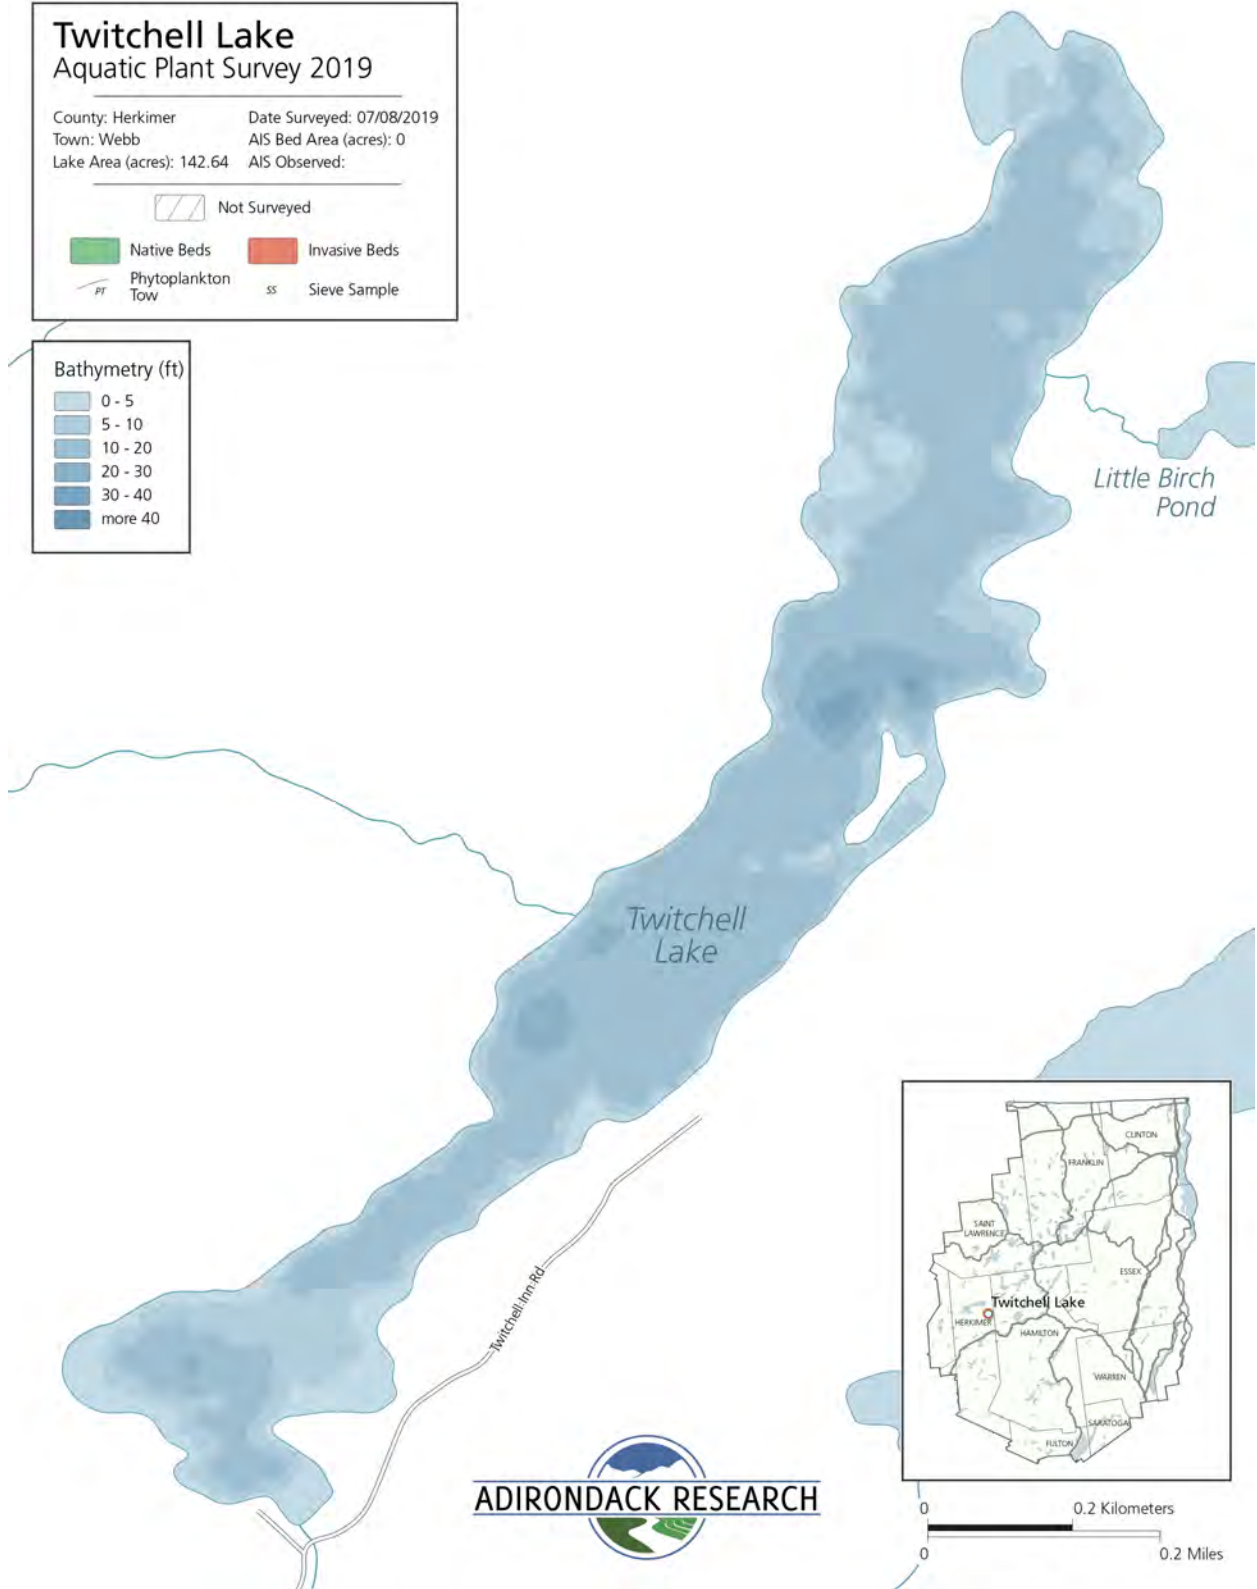 Twitchell Lake
Aquatic Plant Survey 2019
County: Herkimer
Date Surveyed: 07/08/2019
Town: Webb
AIS Bed Area (acres): 0
Lake Area (acres): 142.64
AIS Observed:
Not Surveyed
Native Beds
Invasive Beds
PT
Phytoplankton
Tow
SS
Sieve Sample
Bathymetry (ft)
0 - 5
5 - 10
10 - 20
20 - 30
30 - 40
more 40
Little Birch
Pond
Twitchell
Lake
Twitchell Inn Rd
CLINTON
FRANKLIN
SAINT
LAWRENCE
ESSEX
Twitchell Lake
HERKIMER
HAMILTON
WARREN
SARATOGA
FULTON
ADIRONDACK RESEARCH
0
0.2 Kilometers
0
0.2 Miles